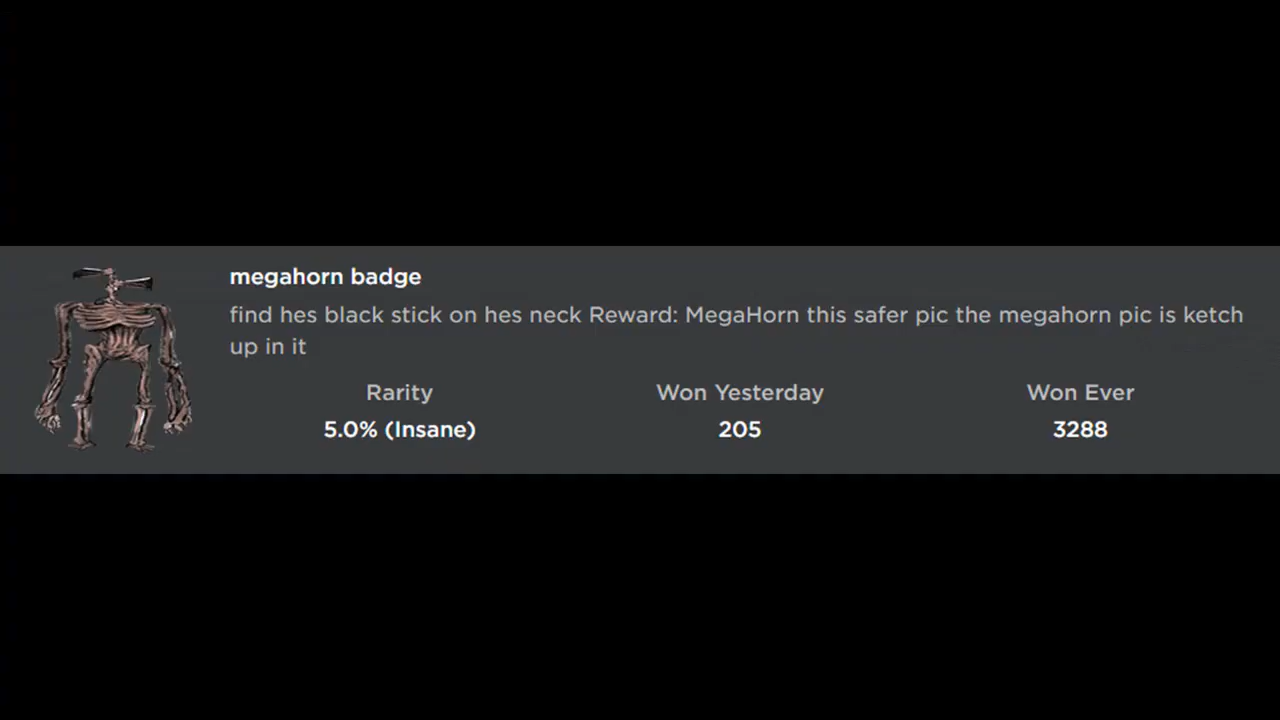 megahorn badge
find hes black stick on hes neck Reward: MegaHorn this safer pic the megahorn pic is ketch
up in it
Rarity Won Yesterday Won Ever
5.0% (Insane) 205 3288